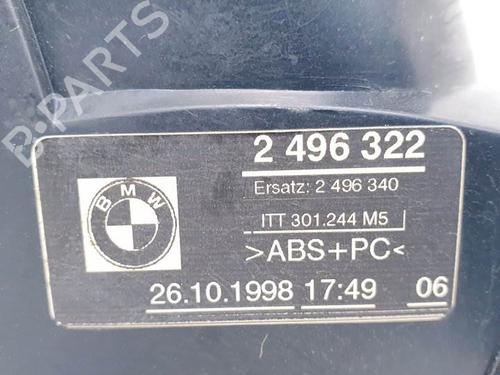 B-PARTS
2 496 322
Ersatz: 2 496 340
BMW
ITT 301.244 M5
>ABS+PC<
26.10.1998 17:49 06